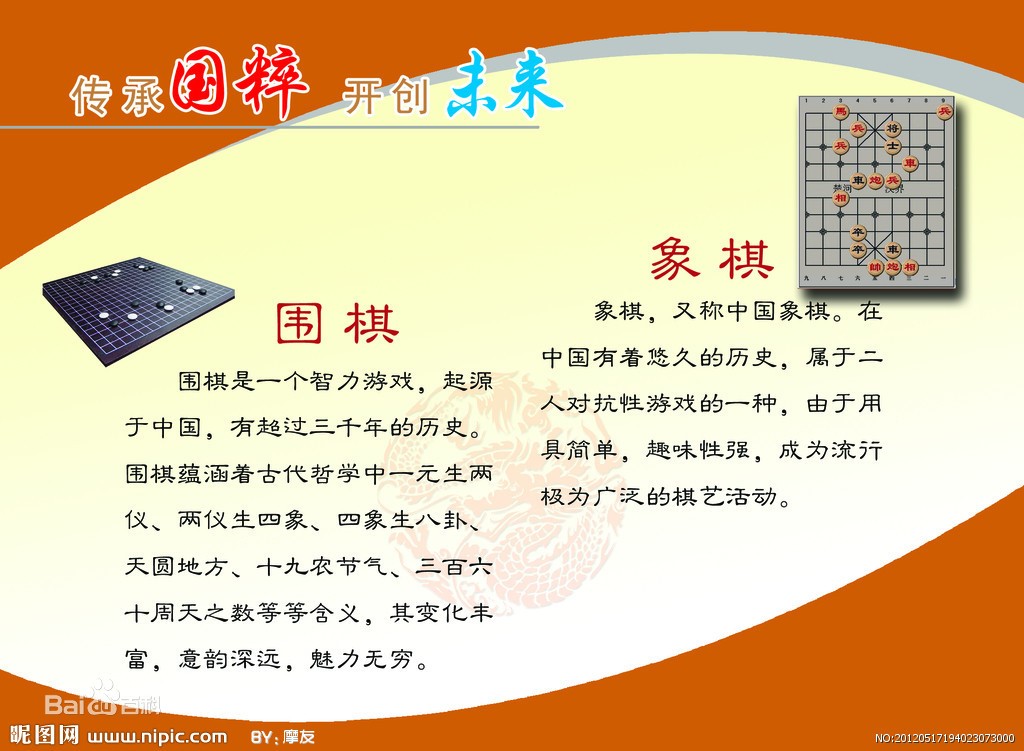 传承国粹 开创未来
1 2 3 4 5 6 7 8 9
馬 兵
兵 将
兵 士
車
車 炮 兵
楚河 汉界
相
卒
卒 車
帥 炮 相
九 八 七 六 五 四 三 二 一
围棋
围棋是一个智力游戏，起源
于中国，有超过三千年的历史。
围棋蕴涵着古代哲学中一元生两
仪、两仪生四象、四象生八卦、
天圆地方、十九农节气、三百六
十周天之数等等含义，其变化丰
富，意韵深远，魅力无穷。
象棋
象棋，又称中国象棋。在
中国有着悠久的历史，属于二
人对抗性游戏的一种，由于用
具简单，趣味性强，成为流行
极为广泛的棋艺活动。
Bai百科
昵图网 www.nipic.com BY：摩友
NO:20120517194023073000